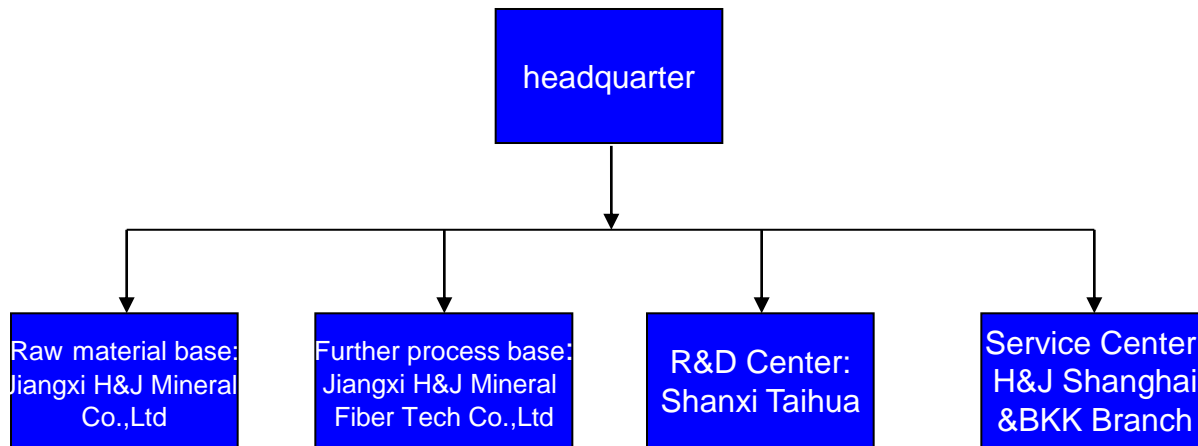 headquarter
Raw material base:
Jiangxi H&J Mineral
Co.,Ltd
Further process base:
Jiangxi H&J Mineral
Fiber Tech Co.,Ltd
R&D Center:
Shanxi Taihua
Service Center
H&J Shanghai
&BKK Branch